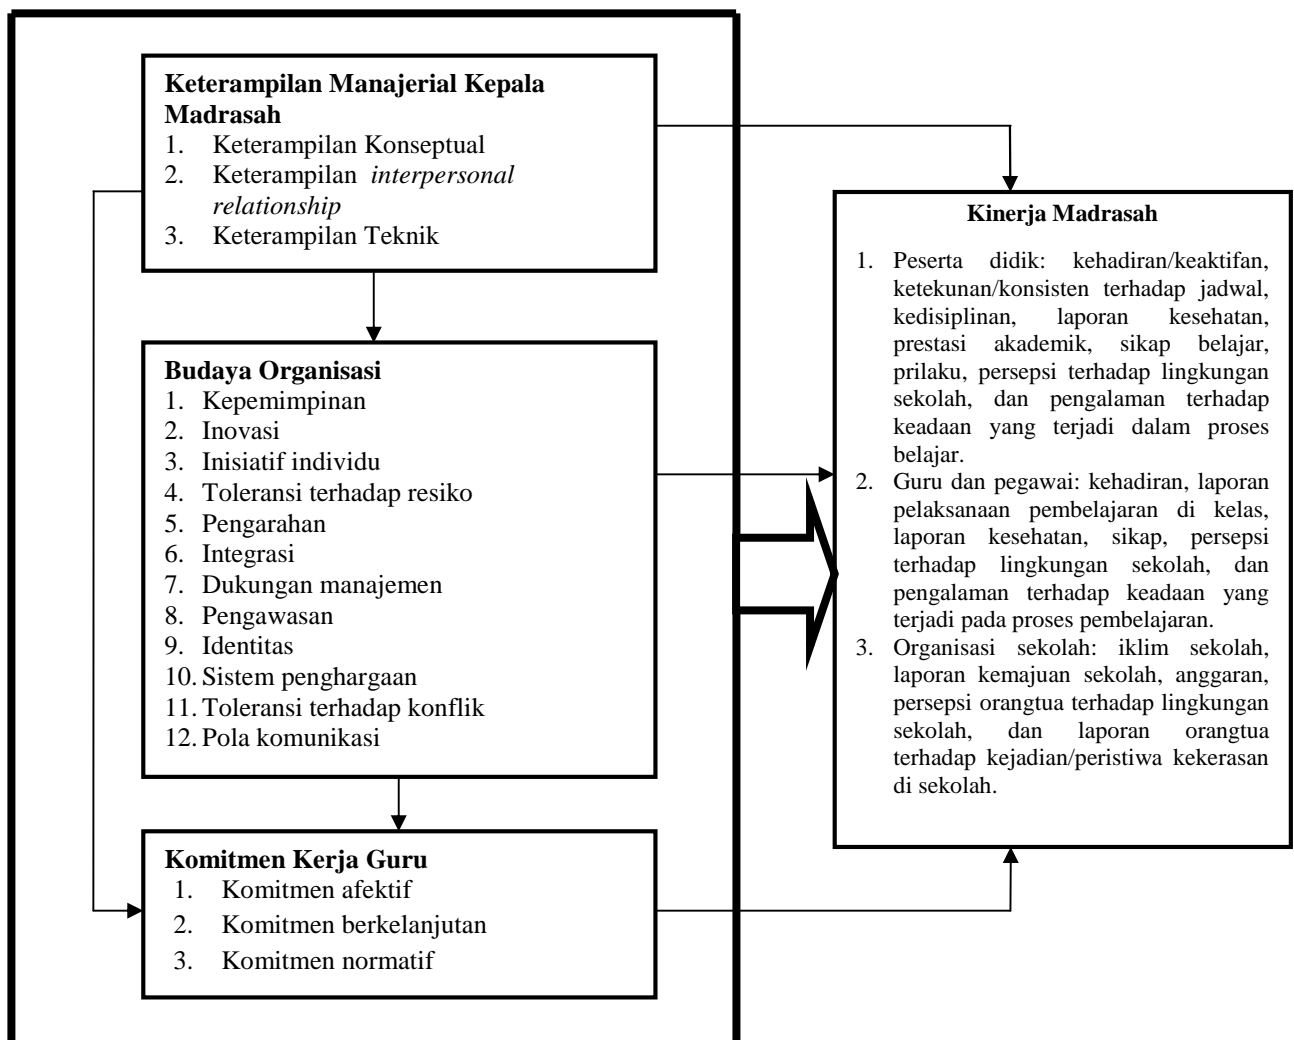 Keterampilan Manajerial Kepala
Madrasah
1. Keterampilan Konseptual
2. Keterampilan interpersonal
relationship
3. Keterampilan Teknik
Budaya Organisasi
1. Kepemimpinan
2. Inovasi
3. Inisiatif individu
4. Toleransi terhadap resiko
5. Pengarahan
6. Integrasi
7. Dukungan manajemen
8. Pengawasan
9. Identitas
10. Sistem penghargaan
11. Toleransi terhadap konflik
12. Pola komunikasi
Komitmen Kerja Guru
1. Komitmen afektif
2. Komitmen berkelanjutan
3. Komitmen normatif
Kinerja Madrasah
1. Peserta didik: kehadiran/keaktifan,
ketekunan/konsisten terhadap jadwal,
kedisiplinan, laporan kesehatan,
prestasi akademik, sikap belajar,
prilaku, persepsi terhadap lingkungan
sekolah, dan pengalaman terhadap
keadaan yang terjadi dalam proses
belajar.
2. Guru dan pegawai: kehadiran, laporan
pelaksanaan pembelajaran di kelas,
laporan kesehatan, sikap, persepsi
terhadap lingkungan sekolah, dan
pengalaman terhadap keadaan yang
terjadi pada proses pembelajaran.
3. Organisasi sekolah: iklim sekolah,
laporan kemajuan sekolah, anggaran,
persepsi orangtua terhadap lingkungan
sekolah, dan laporan orangtua
terhadap kejadian/peristiwa kekerasan
di sekolah.